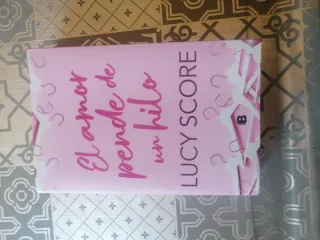 El amor
pende de
un hilo
LUCY SCORE
B